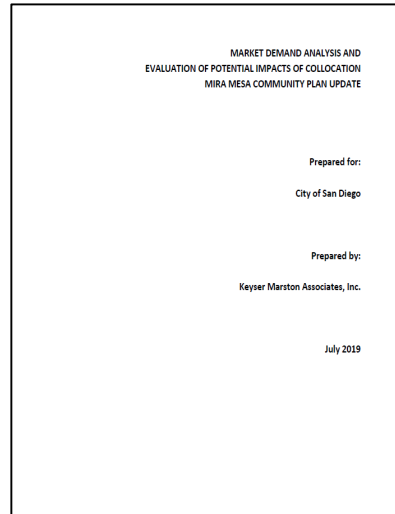 MARKET DEMAND ANALYSIS AND
EVALUATION OF POTENTIAL IMPACTS OF COLLOCATION
MIRA MESA COMMUNITY PLAN UPDATE
Prepared for:
City of San Diego
Prepared by:
Keyser Marston Associates, Inc.
July 2019